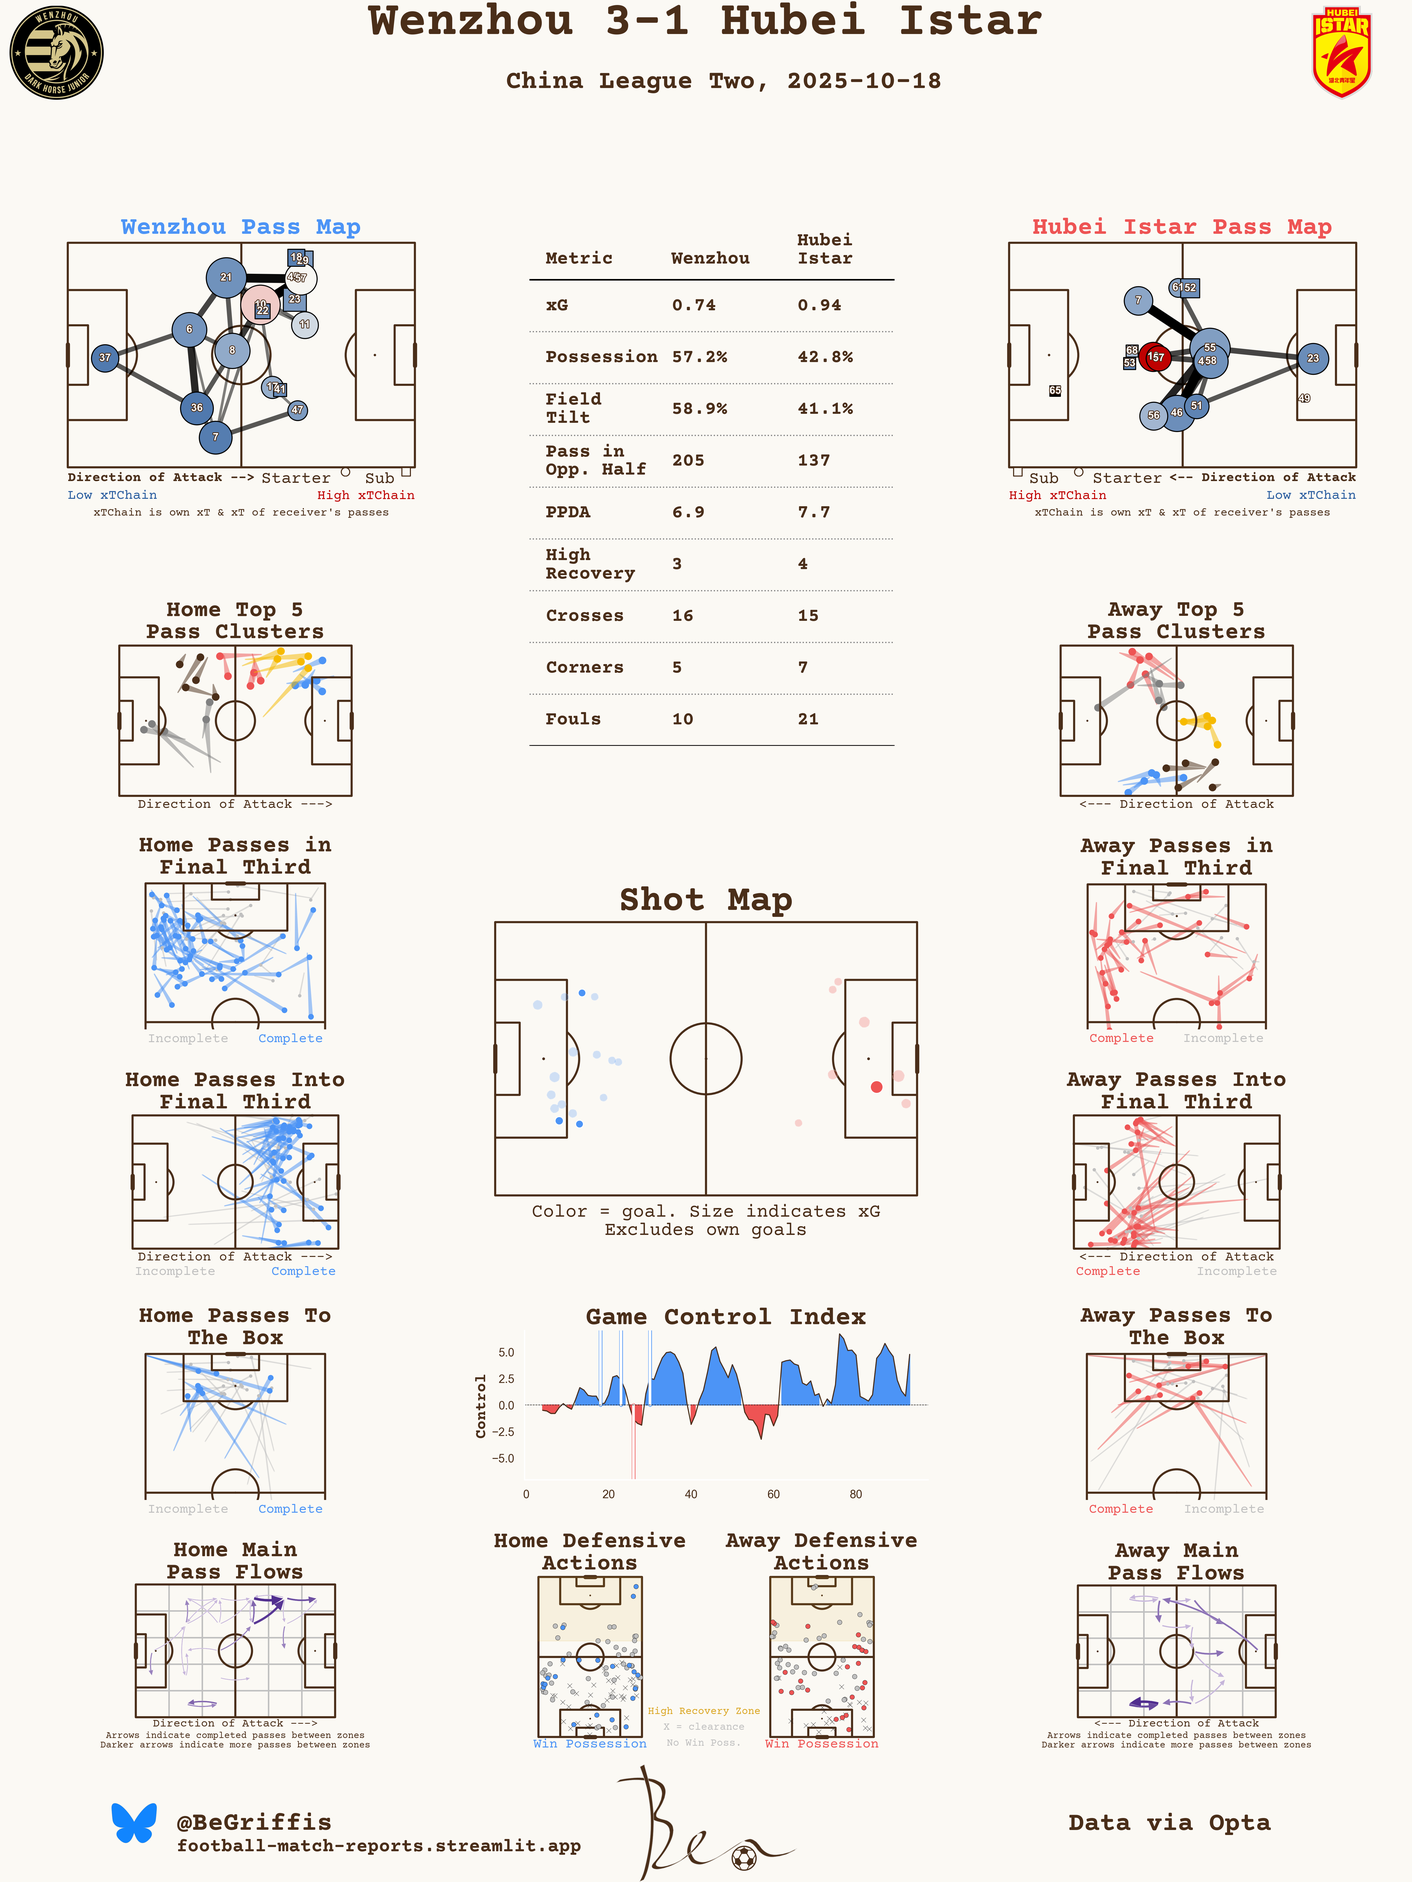 Wenzhou 3-1 Hubei Istar
China League Two, 2025-10-18
WENZHOU
DARK HORSE JUNIOR
HUBEI
ISTAR
Wenzhou Pass Map
21
18
29
57
10
22
23
11
6
8
37
17
41
36
47
7
Direction of Attack --> Starter Sub
Low xTChain High xTChain
xTChain is own xT & xT of receiver's passes
Metric Wenzhou Hubei Istar
xG 0.74 0.94
Possession 57.2% 42.8%
Field Tilt 58.9% 41.1%
Pass in Opp. Half 205 137
PPDA 6.9 7.7
High Recovery 3 4
Crosses 16 15
Corners 5 7
Fouls 10 21
Hubei Istar Pass Map
7
61
52
55
68
57
53
45
58
23
65
56
46
51
49
Sub Starter <-- Direction of Attack
High xTChain Low xTChain
xTChain is own xT & xT of receiver's passes
Home Top 5
Pass Clusters
Direction of Attack --->
Away Top 5
Pass Clusters
<--- Direction of Attack
Home Passes in
Final Third
Incomplete Complete
Shot Map
Color = goal. Size indicates xG
Excludes own goals
Away Passes in
Final Third
Complete Incomplete
Home Passes Into
Final Third
Direction of Attack --->
Incomplete Complete
Away Passes Into
Final Third
<--- Direction of Attack
Complete Incomplete
Home Passes To
The Box
Incomplete Complete
Game Control Index
Control
5.0
2.5
0.0
−2.5
−5.0
0 20 40 60 80
Away Passes To
The Box
Complete Incomplete
Home Main
Pass Flows
Direction of Attack --->
Arrows indicate completed passes between zones
Darker arrows indicate more passes between zones
Home Defensive
Actions
Win Possession
High Recovery Zone
X = clearance
No Win Poss.
Away Defensive
Actions
Win Possession
Away Main
Pass Flows
<--- Direction of Attack
Arrows indicate completed passes between zones
Darker arrows indicate more passes between zones
@BeGriffis
football-match-reports.streamlit.app
Ben
Data via Opta